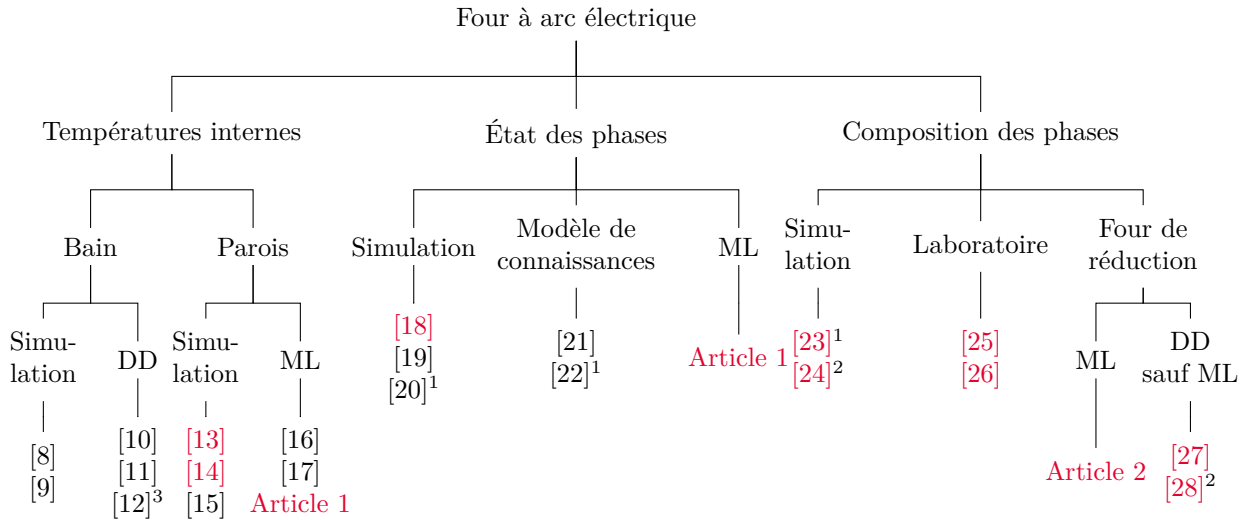 Four à arc électrique
Températures internes
État des phases
Composition des phases
Bain
Parois
Simulation
Modèle de
connaissances
ML
Simu-
lation
Laboratoire
Four de
réduction
Simu-
lation
DD
Simu-
lation
ML
[18]
[19]
[20]¹
[21]
[22]¹
Article 1
[23]¹
[24]²
[25]
[26]
ML
DD
sauf ML
[8]
[9]
[10]
[11]
[12]³
[13]
[14]
[15]
[16]
[17]
Article 1
Article 2
[27]
[28]²